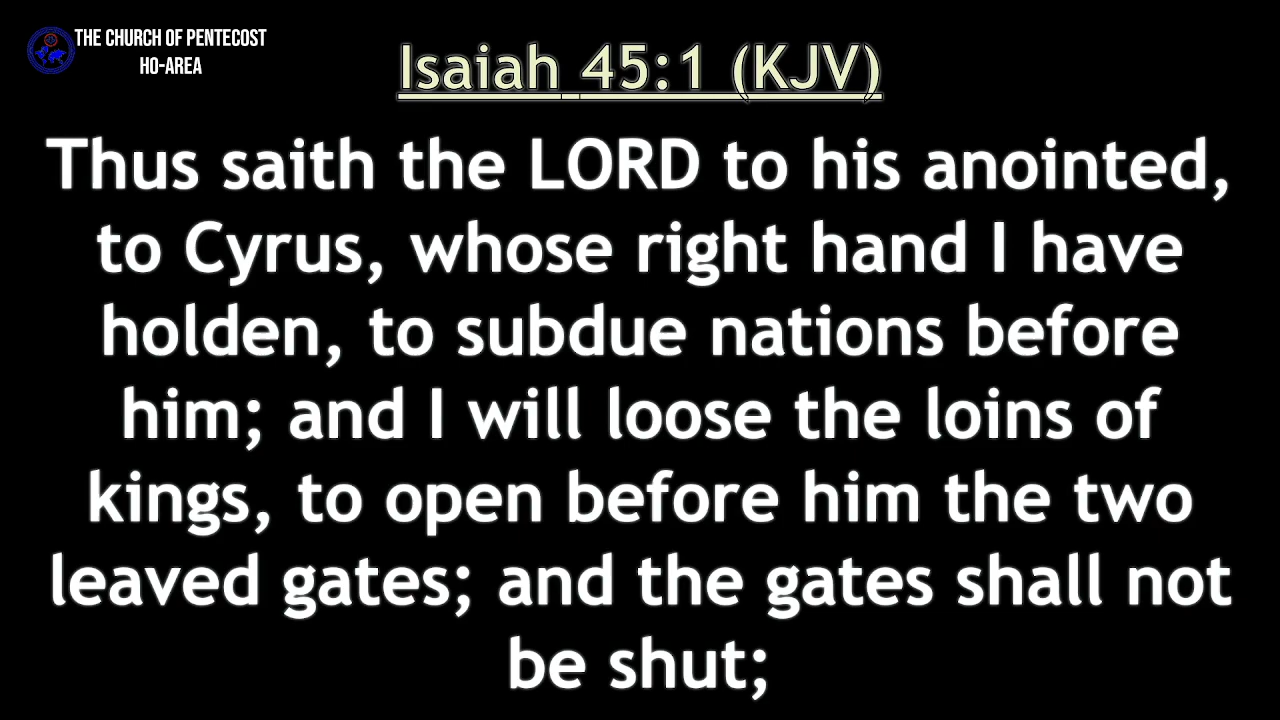 THE CHURCH OF PENTECOST
HO-AREA
Isaiah 45:1 (KJV)
Thus saith the LORD to his anointed,
to Cyrus, whose right hand I have
holden, to subdue nations before
him; and I will loose the loins of
kings, to open before him the two
leaved gates; and the gates shall not
be shut;